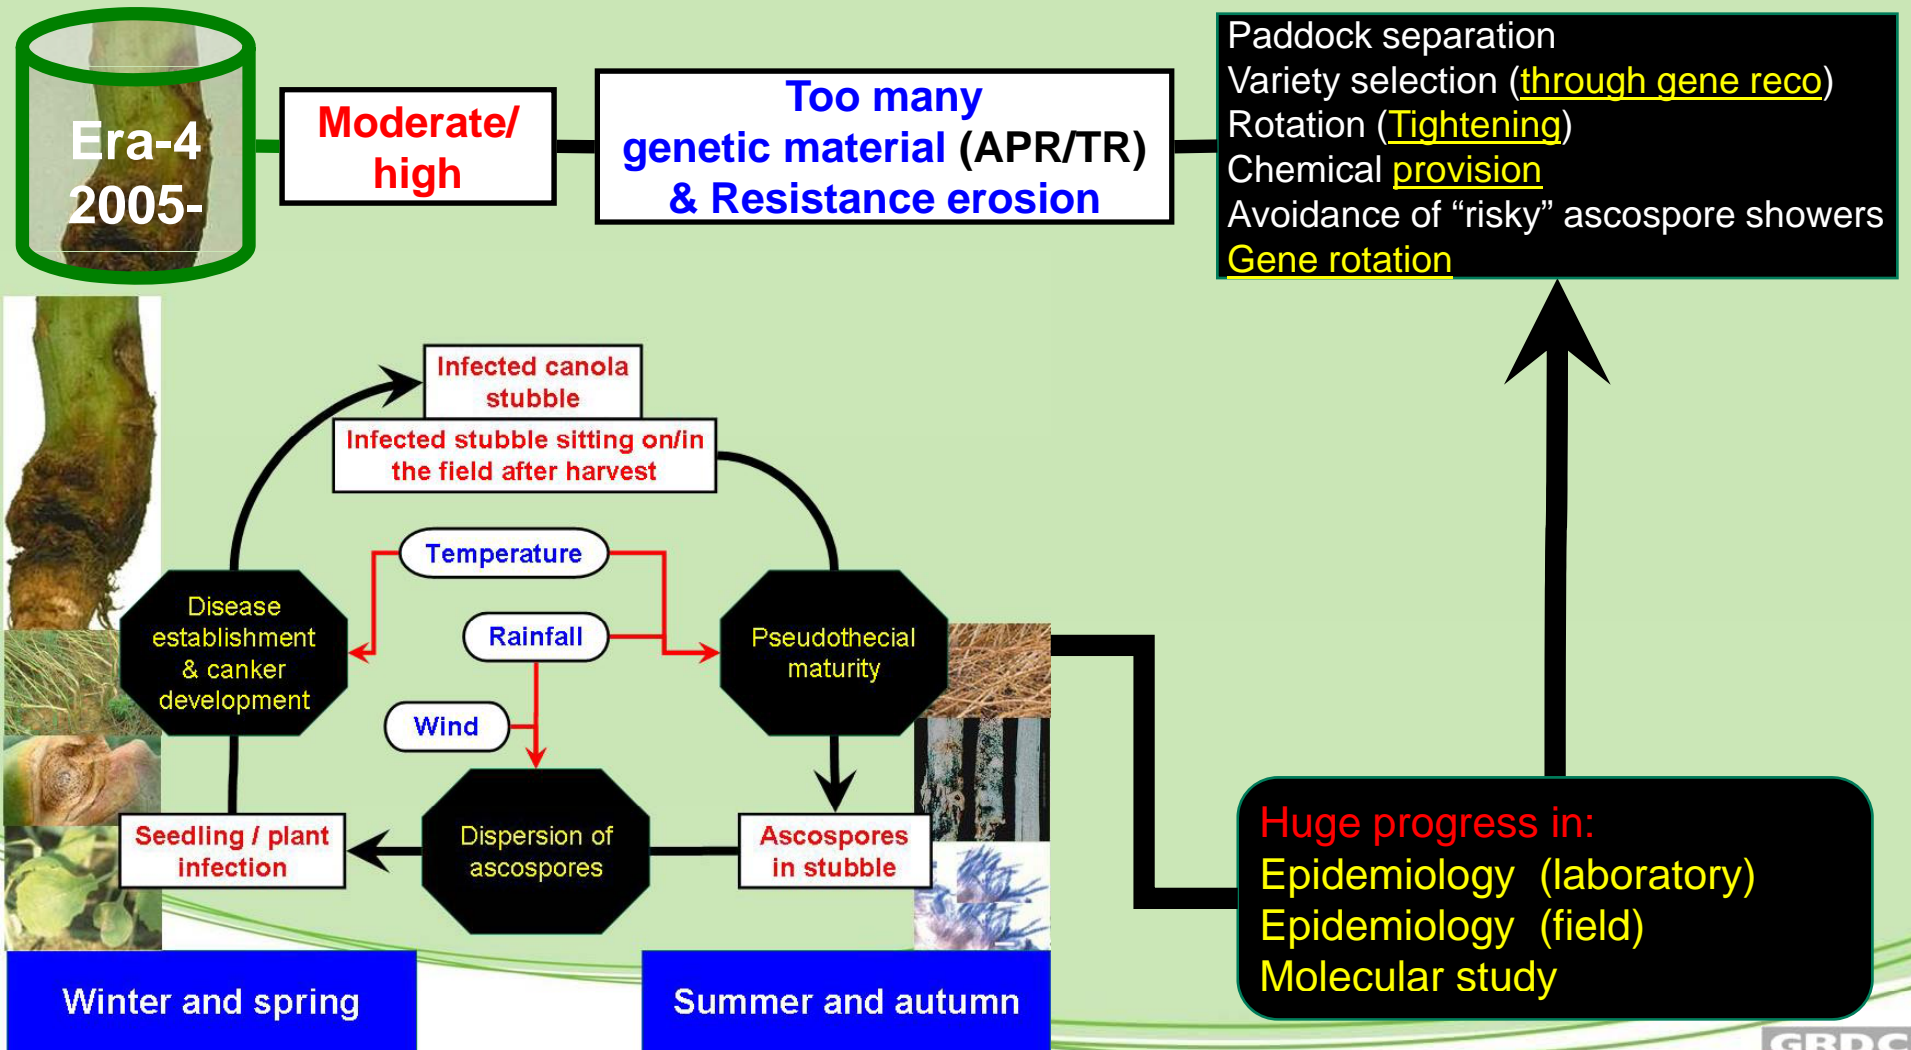 Era-4
2005-
Moderate/
high
Too many
genetic material (APR/TR)
& Resistance erosion
Paddock separation
Variety selection (through gene reco)
Rotation (Tightening)
Chemical provision
Avoidance of “risky” ascospore showers
Gene rotation
Infected canola
stubble
Infected stubble sitting on/in
the field after harvest
Temperature
Rainfall
Wind
Disease
establishment
& canker
development
Pseudothecial
maturity
Seedling / plant
infection
Dispersion of
ascospores
Ascospores
in stubble
Winter and spring
Summer and autumn
Huge progress in:
Epidemiology (laboratory)
Epidemiology (field)
Molecular study
GRDC